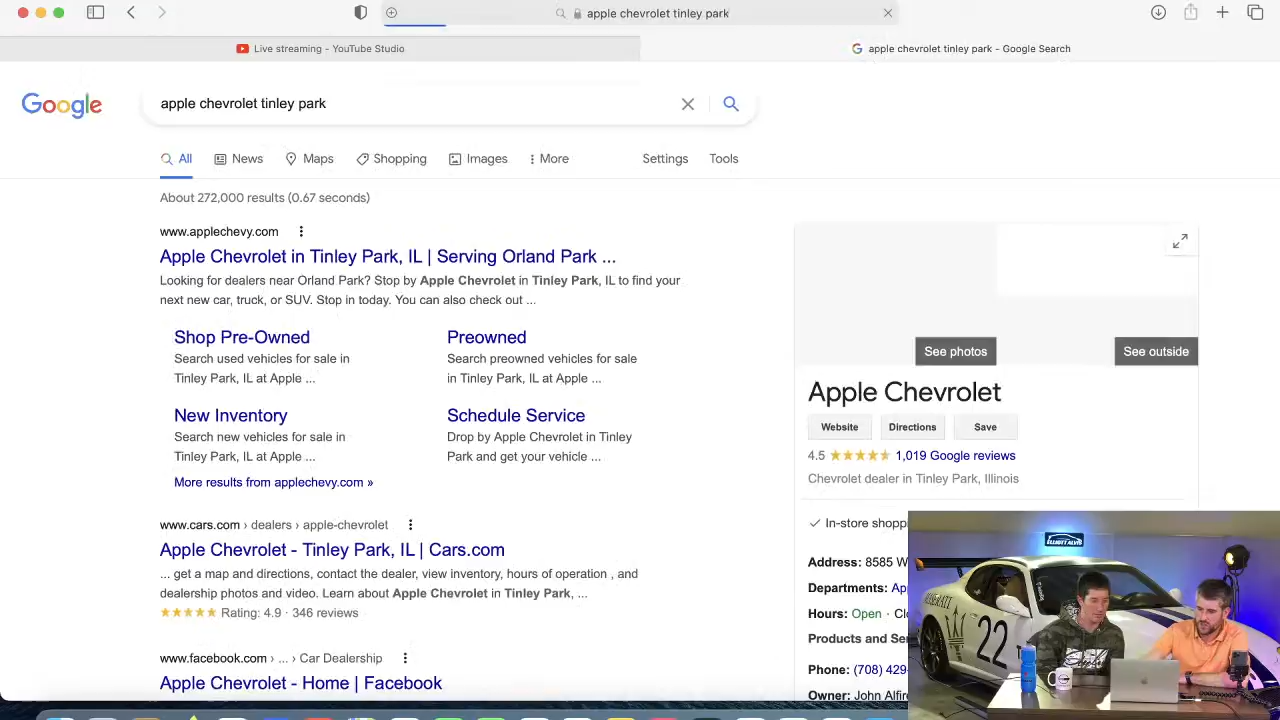 apple chevrolet tinley park
Live streaming - YouTube Studio
apple chevrolet tinley park - Google Search
Google
apple chevrolet tinley park
All
News
Maps
Shopping
Images
More
Settings
Tools
About 272,000 results (0.67 seconds)
www.applechevy.com
Apple Chevrolet in Tinley Park, IL | Serving Orland Park ...
Looking for dealers near Orland Park? Stop by Apple Chevrolet in Tinley Park, IL to find your
next new car, truck, or SUV. Stop in today. You can also check out ...
Shop Pre-Owned
Search used vehicles for sale in
Tinley Park, IL at Apple ...
Preowned
Search preowned vehicles for sale
in Tinley Park, IL at Apple ...
New Inventory
Search new vehicles for sale in
Tinley Park, IL at Apple ...
Schedule Service
Drop by Apple Chevrolet in Tinley
Park and get your vehicle ...
More results from applechevy.com »
www.cars.com › dealers › apple-chevrolet
Apple Chevrolet - Tinley Park, IL | Cars.com
... get a map and directions, contact the dealer, view inventory, hours of operation , and
dealership photos and video. Learn about Apple Chevrolet in Tinley Park, ...
★★★★★ Rating: 4.9 · 346 reviews
www.facebook.com › ... › Car Dealership
Apple Chevrolet - Home | Facebook
See photos
See outside
Apple Chevrolet
Website
Directions
Save
4.5 1,019 Google reviews
Chevrolet dealer in Tinley Park, Illinois
In-store shopp
Address: 8585 W
Departments: Ap
Hours: Open · Clo
Products and Ser
Phone: (708) 429-
Owner: John Alfir
ELLIOTT ALVIS
MASERATI
22